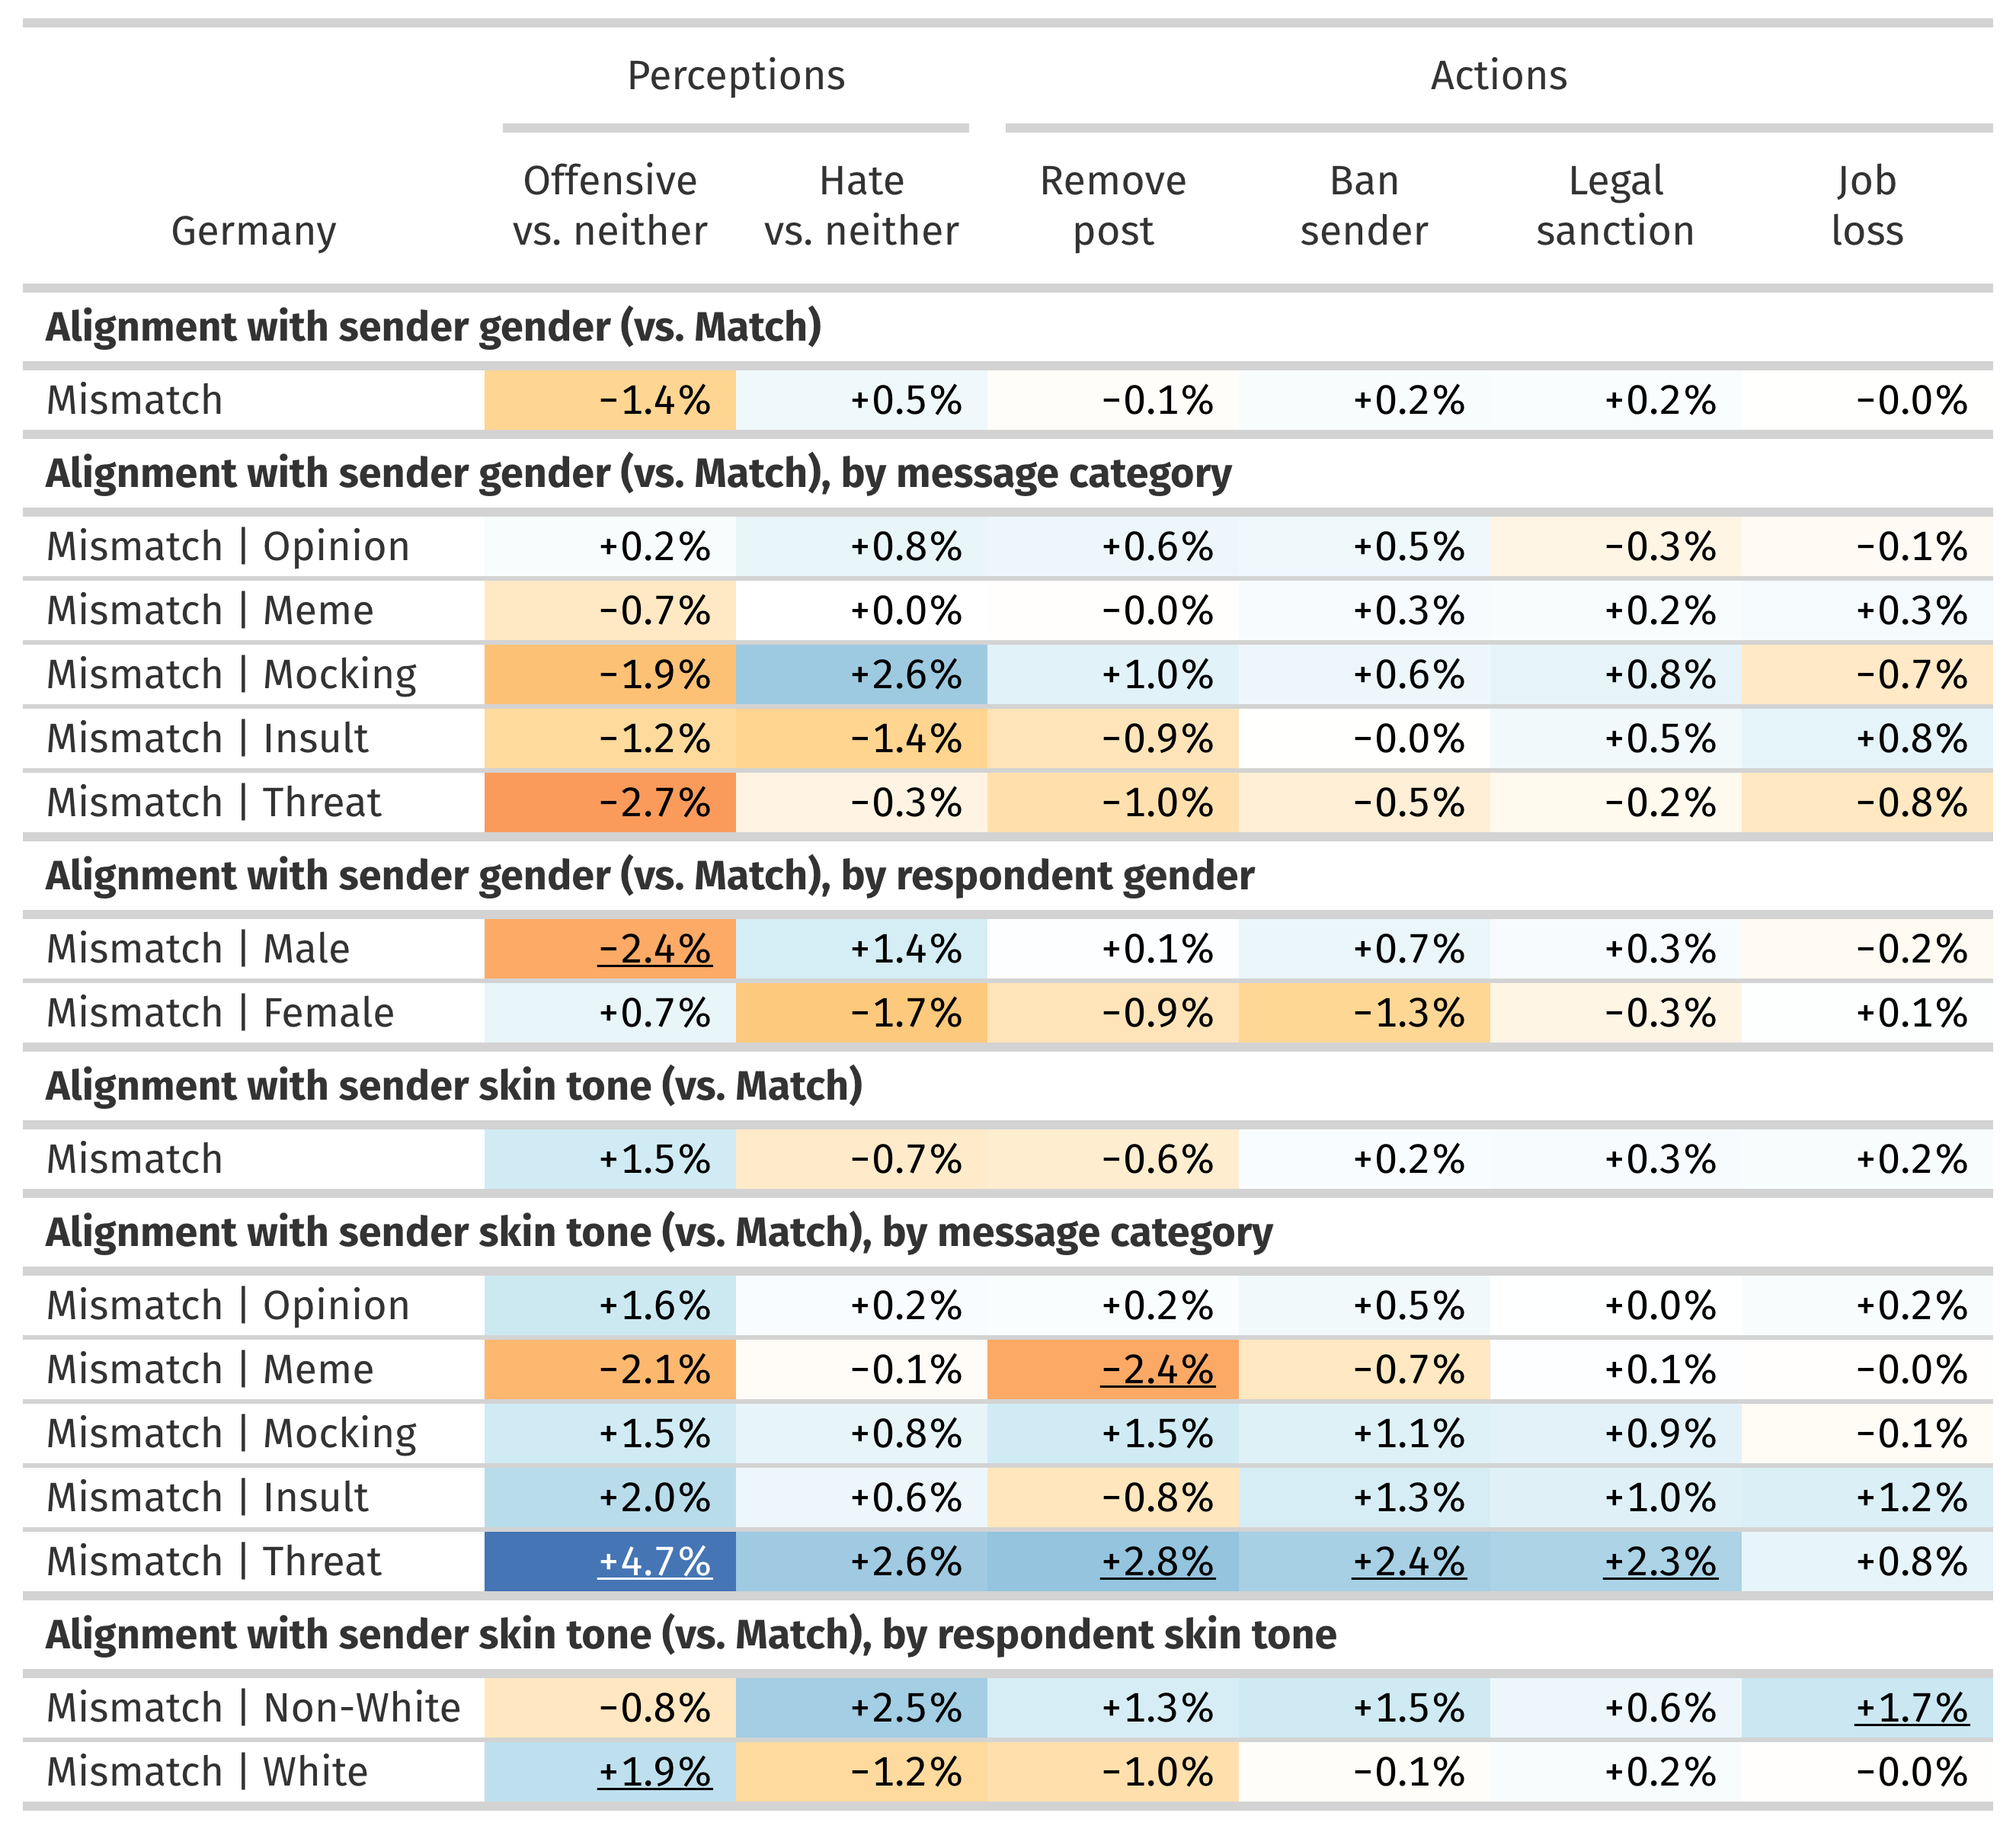 Perceptions Actions
Offensive Hate Remove Ban Legal Job
Germany vs. neither vs. neither post sender sanction loss
Alignment with sender gender (vs. Match)
Mismatch −1.4% +0.5% −0.1% +0.2% +0.2% −0.0%
Alignment with sender gender (vs. Match), by message category
Mismatch | Opinion +0.2% +0.8% +0.6% +0.5% −0.3% −0.1%
Mismatch | Meme −0.7% +0.0% −0.0% +0.3% +0.2% +0.3%
Mismatch | Mocking −1.9% +2.6% +1.0% +0.6% +0.8% −0.7%
Mismatch | Insult −1.2% −1.4% −0.9% −0.0% +0.5% +0.8%
Mismatch | Threat −2.7% −0.3% −1.0% −0.5% −0.2% −0.8%
Alignment with sender gender (vs. Match), by respondent gender
Mismatch | Male −2.4% +1.4% +0.1% +0.7% +0.3% −0.2%
Mismatch | Female +0.7% −1.7% −0.9% −1.3% −0.3% +0.1%
Alignment with sender skin tone (vs. Match)
Mismatch +1.5% −0.7% −0.6% +0.2% +0.3% +0.2%
Alignment with sender skin tone (vs. Match), by message category
Mismatch | Opinion +1.6% +0.2% +0.2% +0.5% +0.0% +0.2%
Mismatch | Meme −2.1% −0.1% −2.4% −0.7% +0.1% −0.0%
Mismatch | Mocking +1.5% +0.8% +1.5% +1.1% +0.9% −0.1%
Mismatch | Insult +2.0% +0.6% −0.8% +1.3% +1.0% +1.2%
Mismatch | Threat +4.7% +2.6% +2.8% +2.4% +2.3% +0.8%
Alignment with sender skin tone (vs. Match), by respondent skin tone
Mismatch | Non-White −0.8% +2.5% +1.3% +1.5% +0.6% +1.7%
Mismatch | White +1.9% −1.2% −1.0% −0.1% +0.2% −0.0%